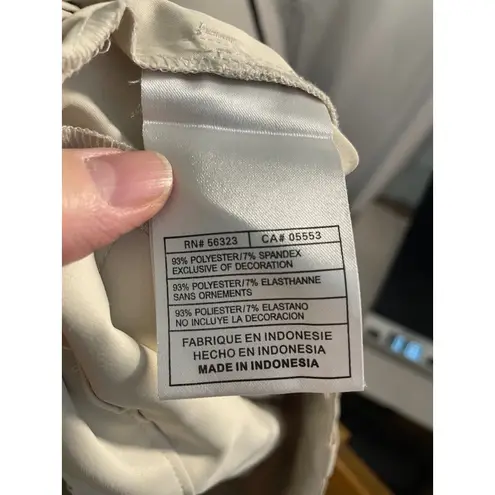 RN# 56323 CA# 05553
93% POLYESTER/7% SPANDEX
EXCLUSIVE OF DECORATION
93% POLYESTER/7% ELASTHANNE
SANS ORNEMENTS
93% POLIESTER/7% ELASTANO
NO INCLUYE LA DECORACION
FABRIQUE EN INDONESIE
HECHO EN INDONESIA
MADE IN INDONESIA